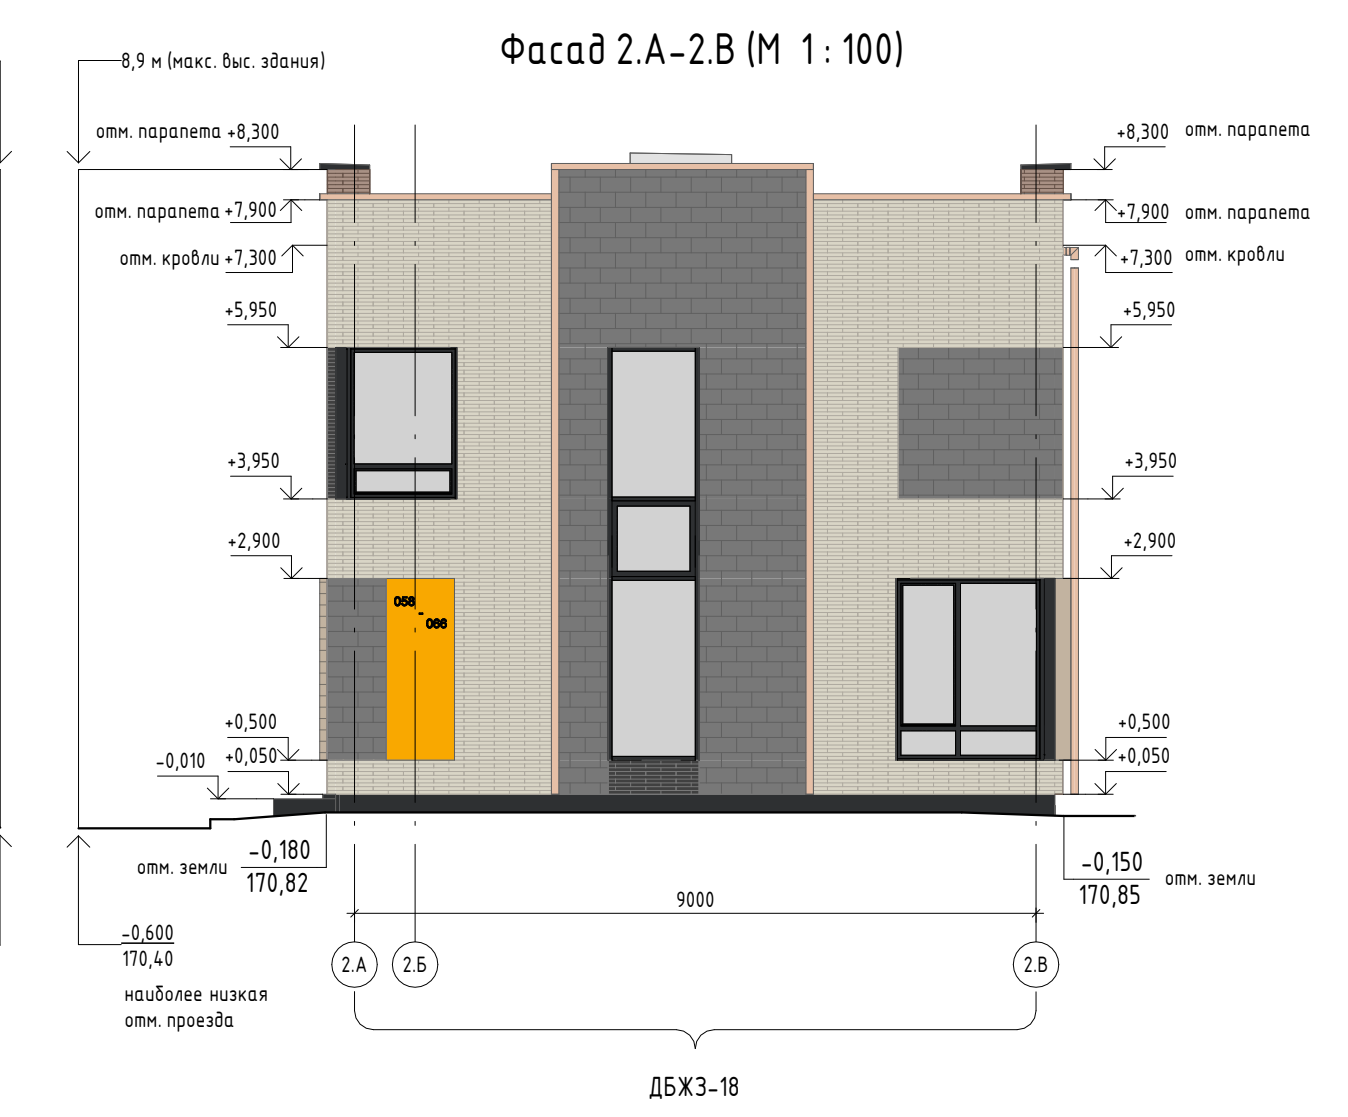 Фасад 2.А-2.В (М 1 : 100)
8,9 м (макс. выс. здания)
отм. парапета +8,300
+8,300 отм. парапета
отм. парапета +7,900
+7,900 отм. парапета
отм. кровли +7,300
+7,300 отм. кровли
+5,950
+5,950
+3,950
+3,950
+2,900
+2,900
058
-
066
+0,500
+0,500
-0,010
+0,050
+0,050
отм. земли -0,180
170,82
-0,150
170,85 отм. земли
9000
-0,600
170,40
наиболее низкая
отм. проезда
2.А 2.Б 2.В
ДБЖЗ-18